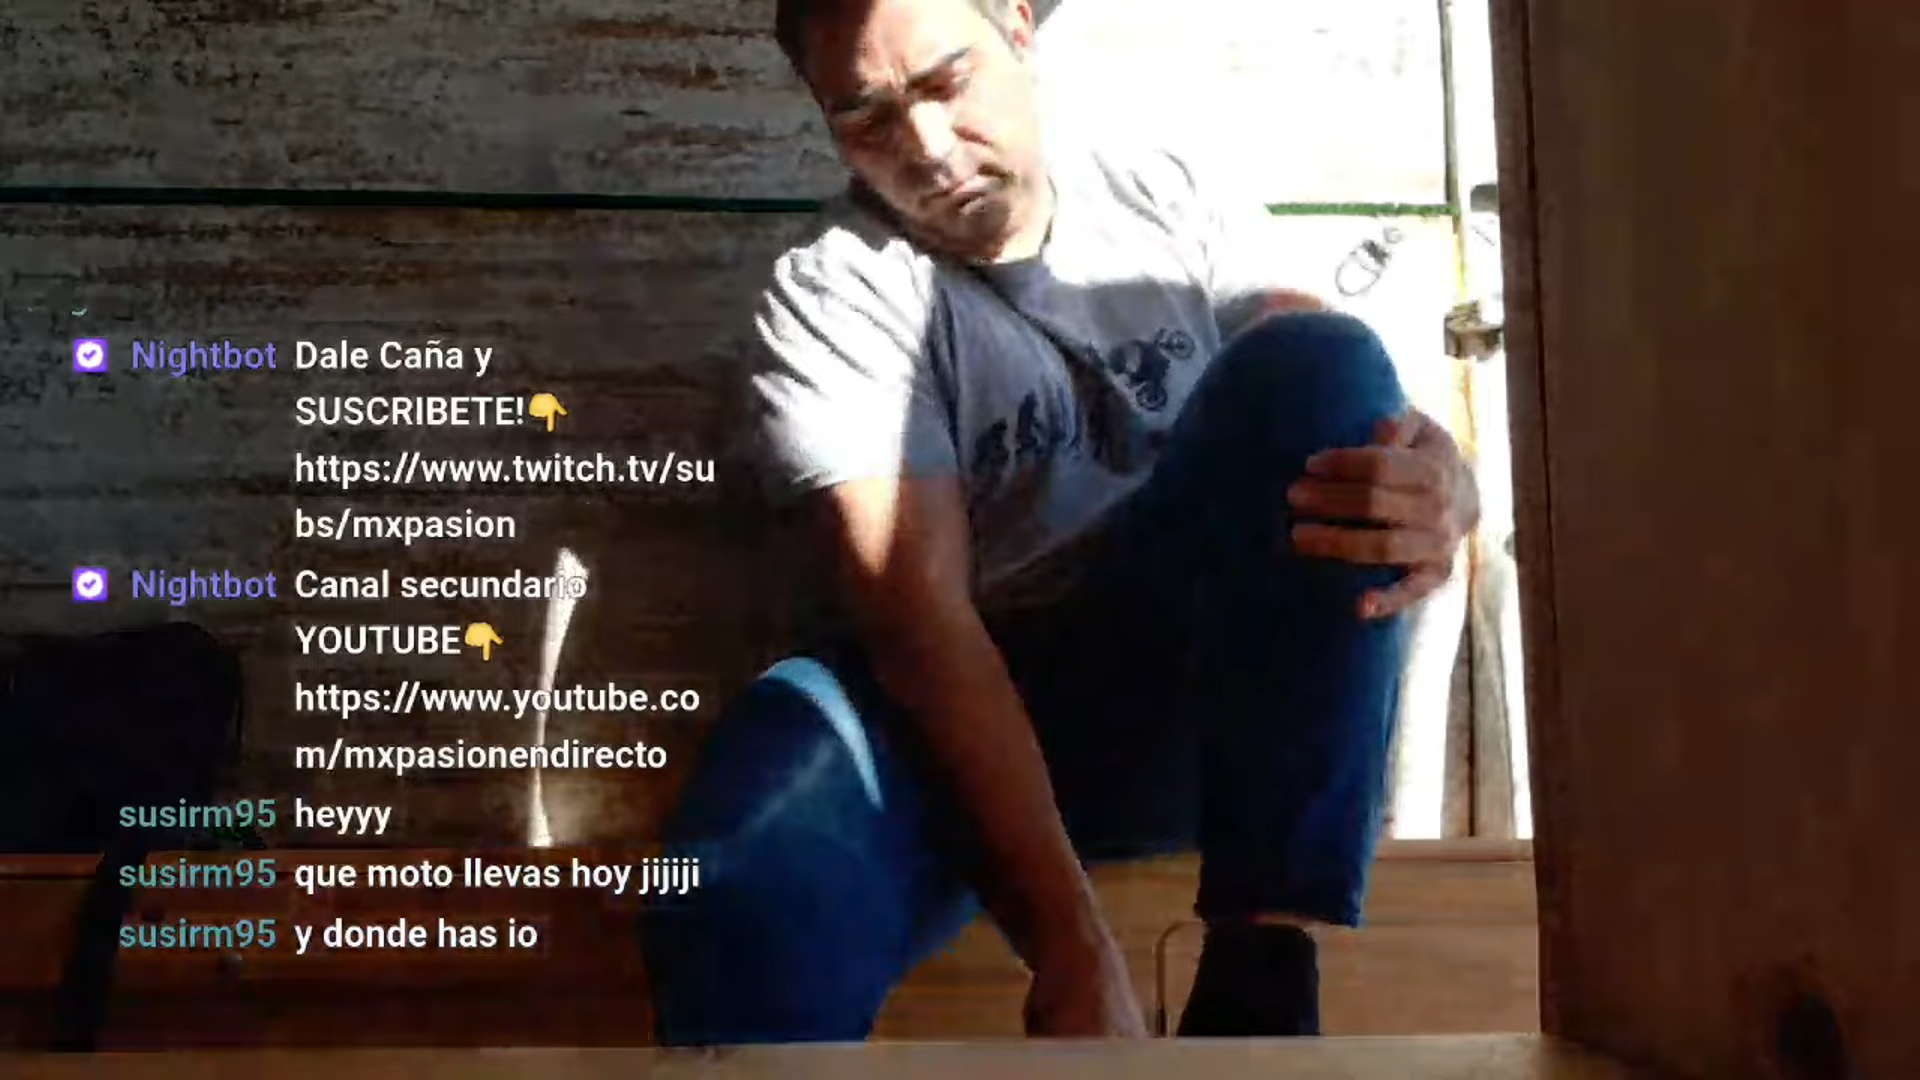 Nightbot Dale Caña y
SUSCRIBETE!👇
https://www.twitch.tv/su
bs/mxpasion
Nightbot Canal secundario
YOUTUBE👇
https://www.youtube.co
m/mxpasionendirecto
susirm95 heyyy
susirm95 que moto llevas hoy jijiji
susirm95 y donde has io